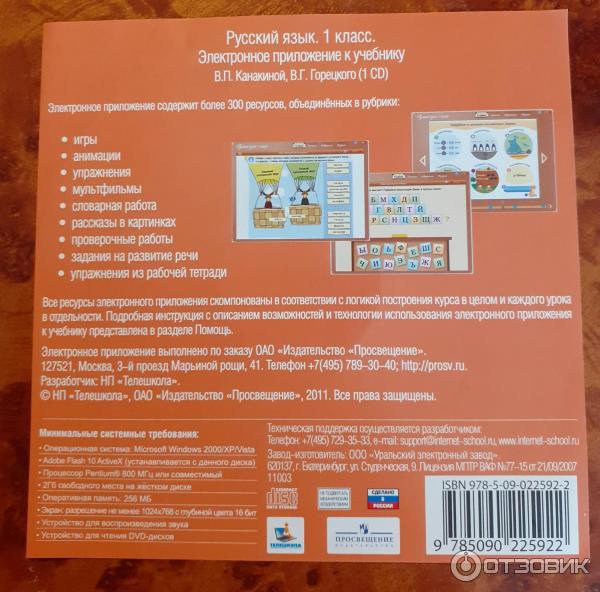 Русский язык. 1 класс.
Электронное приложение к учебнику
В.П. Канакиной, В.Г. Горецкого (1 CD)
Электронное приложение содержит более 300 ресурсов, объединённых в рубрики:
• игры
• анимации
• упражнения
• мультфильмы
• словарная работа
• рассказы в картинках
• проверочные работы
• задания на развитие речи
• упражнения из рабочей тетради
Б М Х Д П
Г В Л Т Й
Р С Н Ц З Щ Ж ?
Ы О Ь Ф Е Ш С
Ч И Ю Э Ъ Ж Я
Все ресурсы электронного приложения скомпонованы в соответствии с логикой построения курса в целом и каждого урока
в отдельности. Подробная инструкция с описанием возможностей и технологии использования электронного приложения
к учебнику представлена в разделе Помощь.
Электронное приложение выполнено по заказу ОАО «Издательство «Просвещение».
127521, Москва, 3–й проезд Марьиной рощи, 41. Телефон +7(495) 789–30–40; http://prosv.ru.
Разработчик: НП «Телешкола».
© НП «Телешкола», ОАО «Издательство «Просвещение», 2011. Все права защищены.
Минимальные системные требования:
• Операционная система: Microsoft Windows 2000/XP/Vista
• Adobe Flash 10 ActiveX (устанавливается с данного диска)
• Процессор Pentium® 800 МГц или совместимый
• 2Гб свободного места на жёстком диске
• Оперативная память: 256 МБ
• Экран: разрешение не менее 1024x768 с глубиной цвета 16 бит
• Устройство для воспроизведения звука
• Устройство для чтения DVD-дисков
Техническая поддержка осуществляется разработчиком:
Телефон: +7(495) 729-35-33, e-mail: support@internet-school.ru, www.internet-school.ru
Завод–изготовитель: ООО «Уральский электронный завод».
620137, г. Екатеринбург, ул. Студенческая, 9. Лицензия МПТР ВАФ №77–15 от 21/09/2007
11003
COMPACT
disc
DATA STORAGE
НЕ ПОДВЕРГАТЬ
МЕХАНИЧЕСКИМ
ВОЗДЕЙСТВИЯМ
СДЕЛАНО
В
РОССИИ
ТЕЛЕШКОЛА
ПРОСВЕЩЕНИЕ
ИЗДАТЕЛЬСТВО
ISBN 978-5-09-022592-2
9 785090 225922
ОТЗОВИК